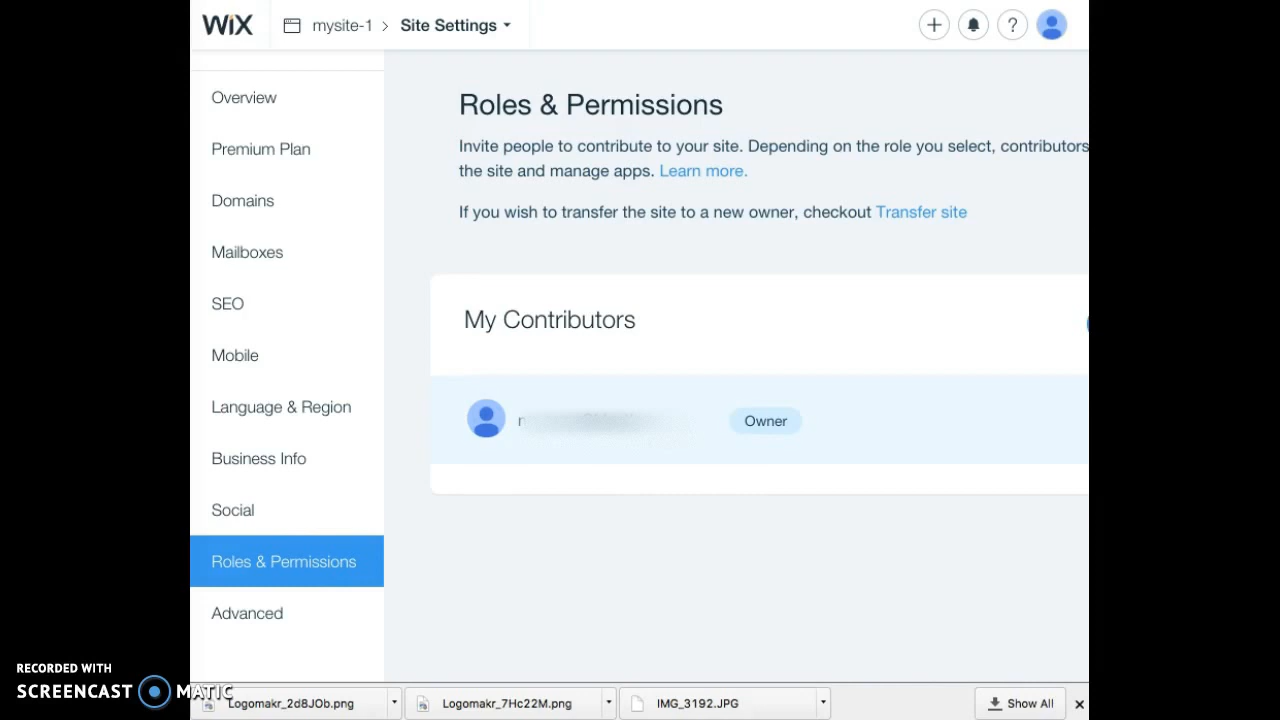 WiX
mysite-1 > Site Settings
?
Overview
Premium Plan
Domains
Mailboxes
SEO
Mobile
Language & Region
Business Info
Social
Roles & Permissions
Advanced
Roles & Permissions
Invite people to contribute to your site. Depending on the role you select, contributors
the site and manage apps. Learn more.
If you wish to transfer the site to a new owner, checkout Transfer site
My Contributors
Owner
RECORDED WITH
SCREENCAST MATIC
Logomakr_2d8JOb.png
Logomakr_7Hc22M.png
IMG_3192.JPG
Show All